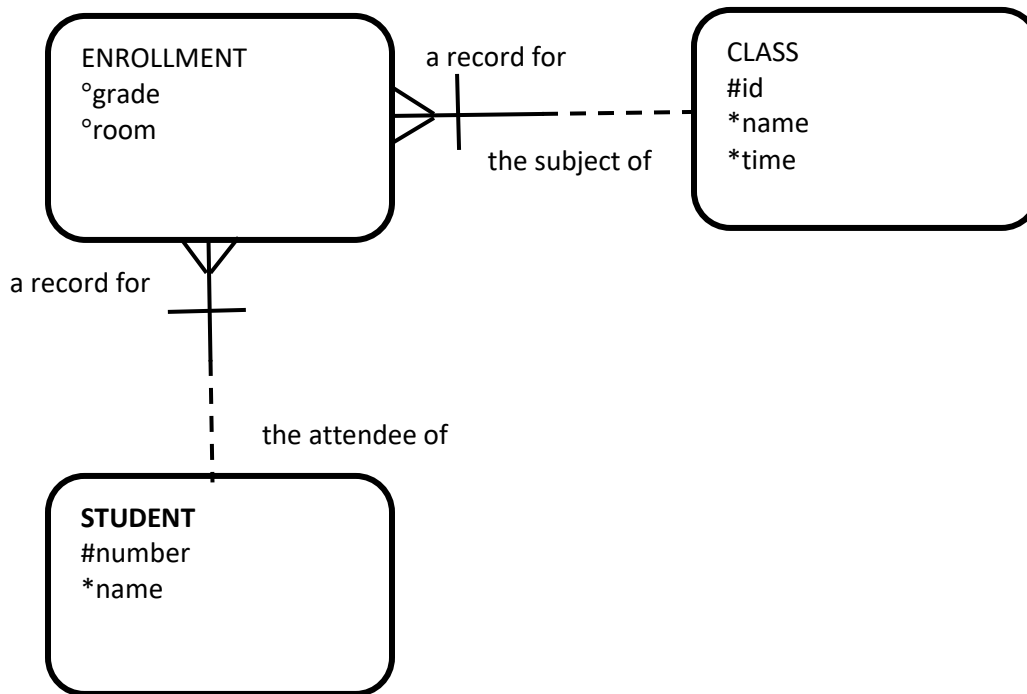 ENROLLMENT
°grade
°room
a record for
the subject of
CLASS
#id
*name
*time
a record for
the attendee of
STUDENT
#number
*name